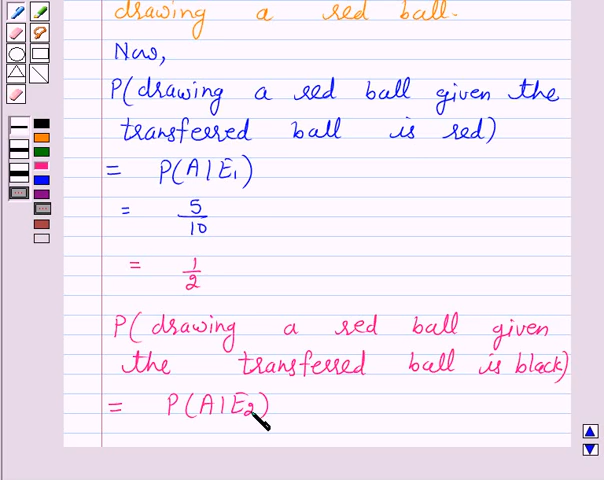 drawing a red ball.
Now,
P(drawing a red ball given the
transferred ball is red)
= P(A|E₁)
= 5/10
= 1/2
P(drawing a red ball given
the transferred ball is black)
= P(A|E₂)